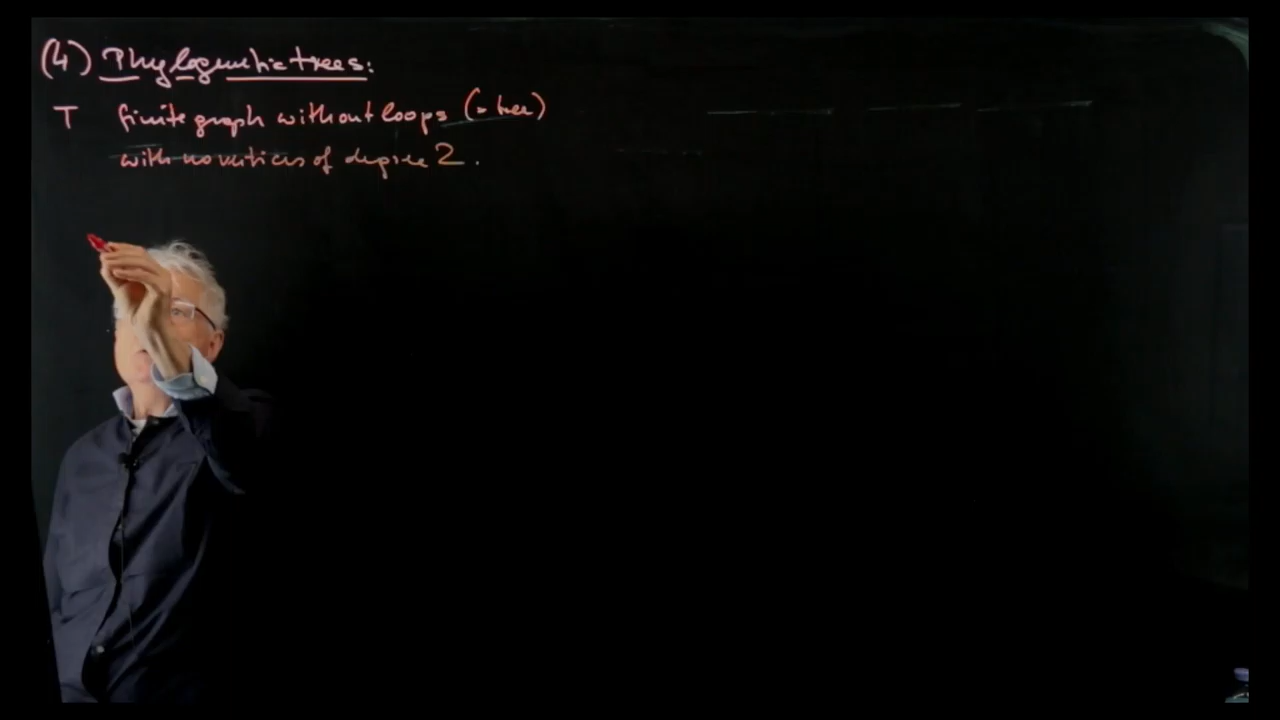 (4) Phylogenetic trees:
T finite graph without loops (= tree)
with no vertices of degree 2.